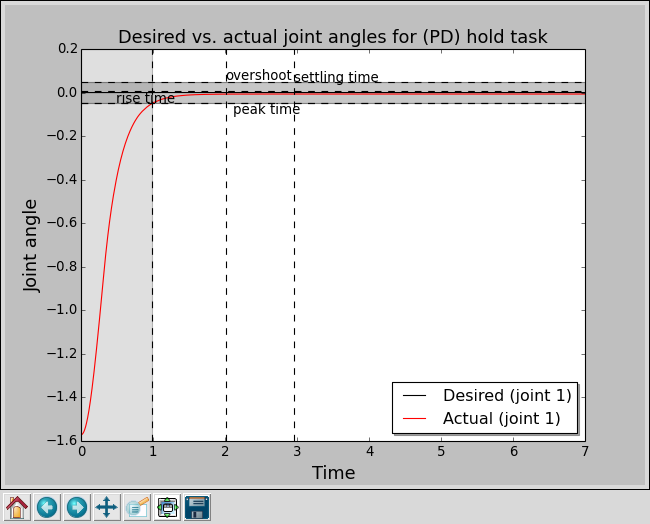 Desired vs. actual joint angles for (PD) hold task
0.2
overshoot
settling time
0.0
rise time
peak time
−0.2
−0.4
−0.6
Joint angle
−0.8
−1.0
−1.2
−1.4
Desired (joint 1)
Actual (joint 1)
−1.6
0 1 2 3 4 5 6 7
Time